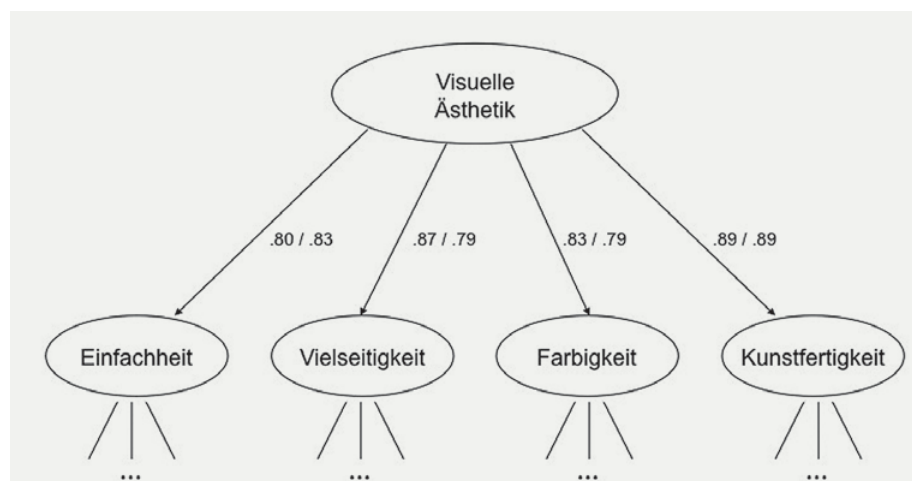 Visuelle
Ästhetik
.80 / .83
.87 / .79
.83 / .79
.89 / .89
Einfachheit
Vielseitigkeit
Farbigkeit
Kunstfertigkeit
...
...
...
...